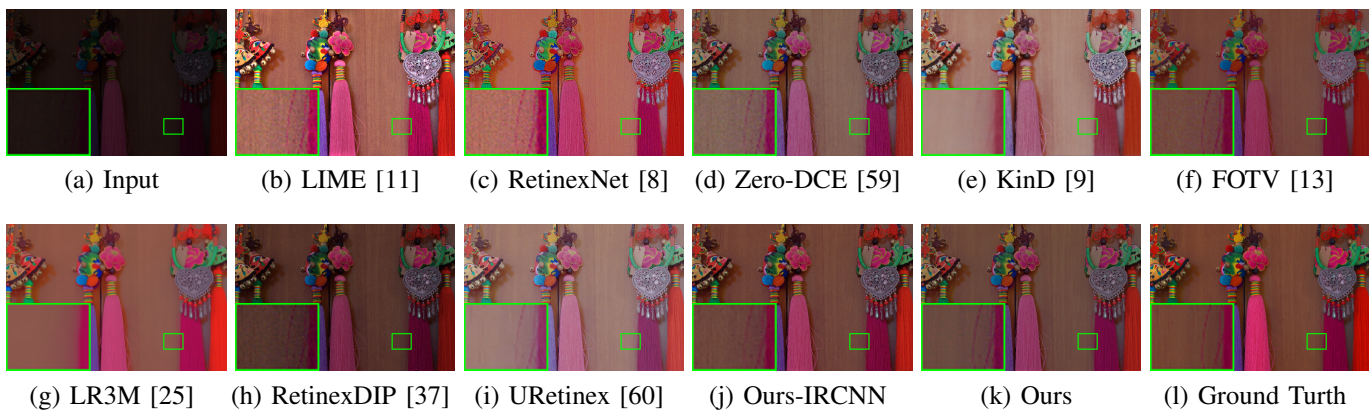 (a) Input (b) LIME [11] (c) RetinexNet [8] (d) Zero-DCE [59] (e) KinD [9] (f) FOTV [13]
(g) LR3M [25] (h) RetinexDIP [37] (i) URetinex [60] (j) Ours-IRCNN (k) Ours (l) Ground Turth